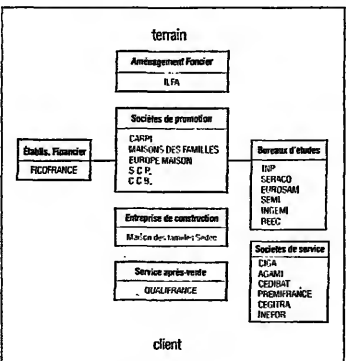 terrain
Aménagement Foncier
ILFA
Sociétés de promotion
CARPI
MAISONS DES FAMILLES
EUROPE MAISON
S C P.
C C B.
Établis. Financier
FICOFRANCE
Bureaux d'études
INP
SERACO
EUROSAM
SEMI
INGEMI
REEC
Entreprise de construction
Maison des familles Sedec
Service après-vente
QUALIFRANCE
Sociétés de service
CIGA
AGAMI
CEDIBAT
PREMIFRANCE
CEGITRA
INEFOR
client